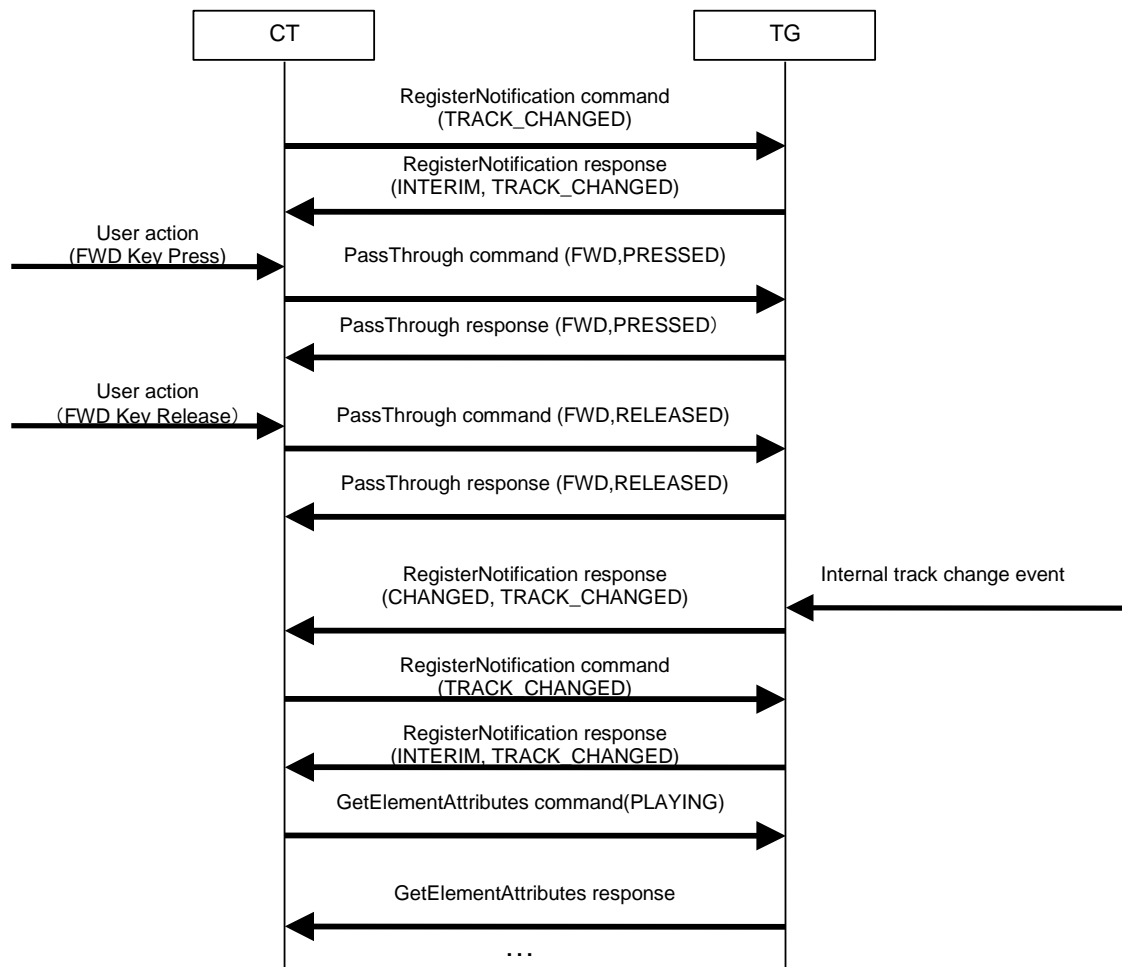 CT
TG
RegisterNotification command
(TRACK_CHANGED)
RegisterNotification response
(INTERIM, TRACK_CHANGED)
User action
(FWD Key Press)
PassThrough command (FWD,PRESSED)
PassThrough response (FWD,PRESSED）
User action
（FWD Key Release）
PassThrough command (FWD,RELEASED)
PassThrough response (FWD,RELEASED)
RegisterNotification response
(CHANGED, TRACK_CHANGED)
Internal track change event
RegisterNotification command
(TRACK_CHANGED)
RegisterNotification response
(INTERIM, TRACK_CHANGED)
GetElementAttributes command(PLAYING)
GetElementAttributes response
...